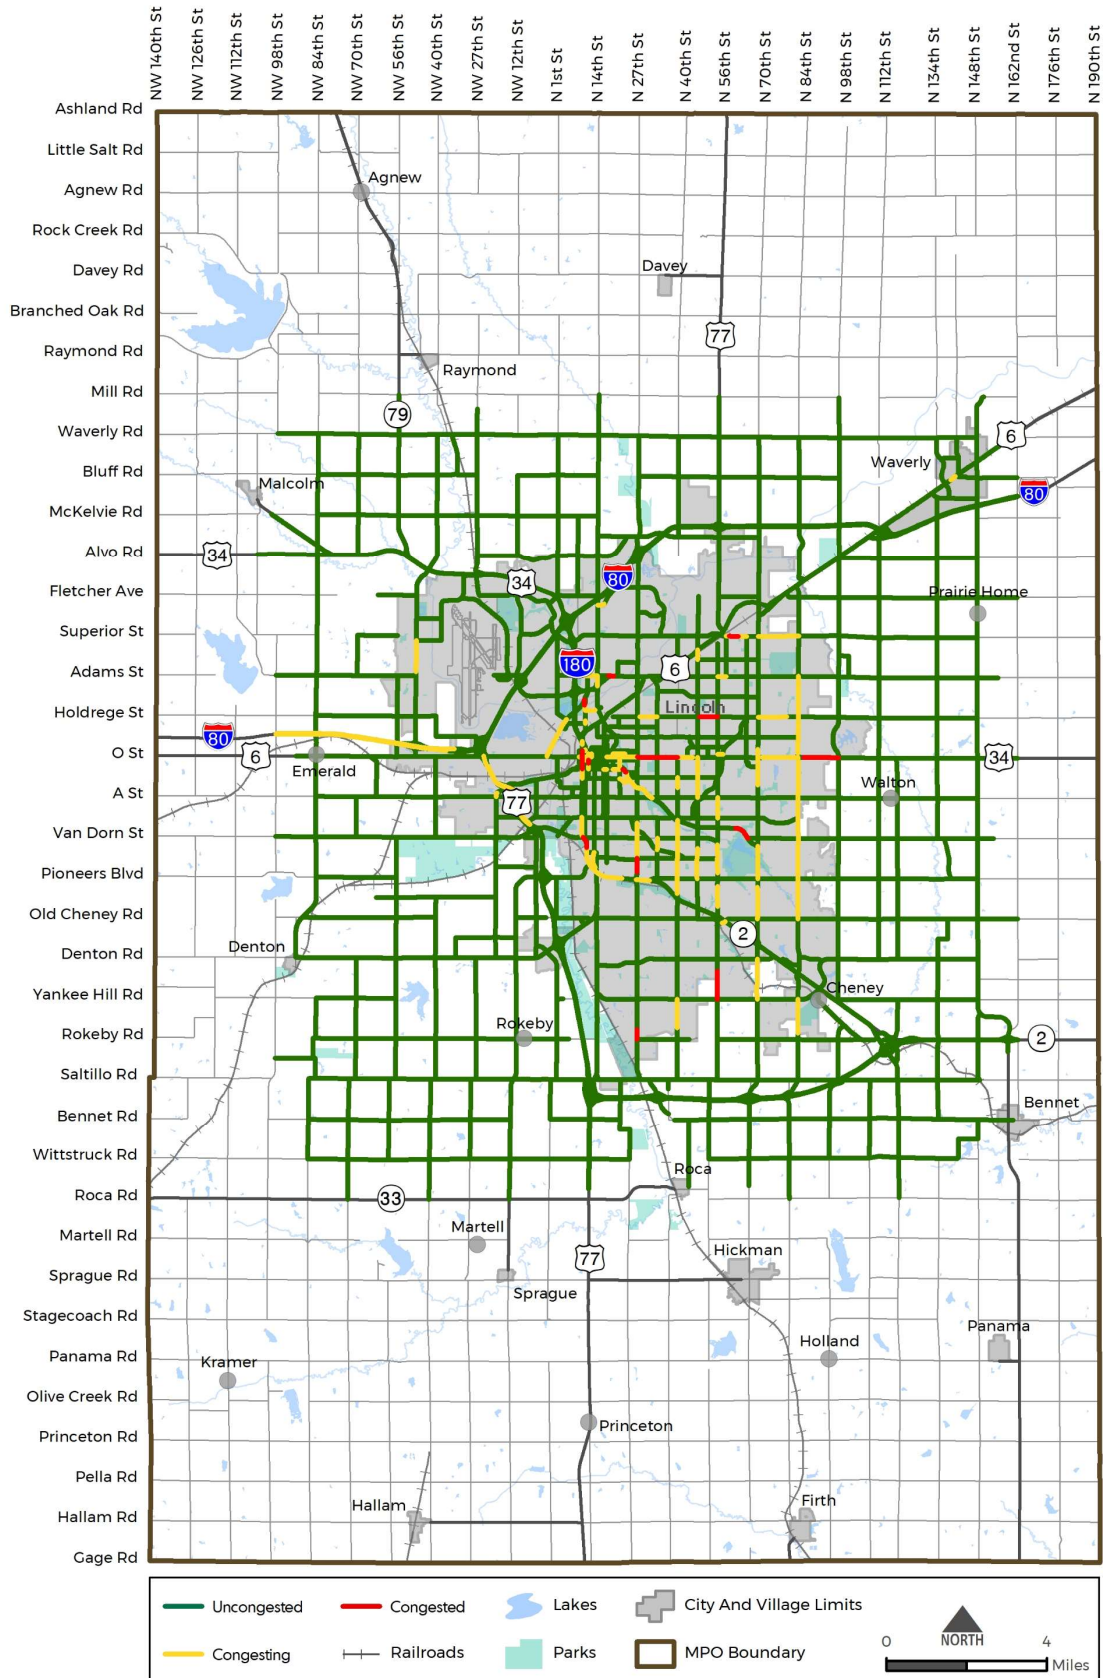 NW 140th St
NW 126th St
NW 112th St
NW 98th St
NW 84th St
NW 70th St
NW 56th St
NW 40th St
NW 27th St
NW 12th St
N 1st St
N 14th St
N 27th St
N 40th St
N 56th St
N 70th St
N 84th St
N 98th St
N 112th St
N 134th St
N 148th St
N 162nd St
N 176th St
N 190th St
Ashland Rd
Little Salt Rd
Agnew Rd
Agnew
Rock Creek Rd
Davey Rd
Davey
Branched Oak Rd
77
Raymond Rd
Raymond
Mill Rd
79
Waverly Rd
6
Bluff Rd
Waverly
Malcolm
80
McKelvie Rd
Alvo Rd
34
34
80
Fletcher Ave
Prairie Home
Superior St
180
6
Adams St
Holdrege St
Lincoln
80
O St
6
Emerald
34
A St
77
Walton
Van Dorn St
Pioneers Blvd
Old Cheney Rd
2
Denton Rd
Denton
Yankee Hill Rd
Cheney
Rokeby Rd
Rokeby
2
Saltillo Rd
Bennet Rd
Bennet
Wittstruck Rd
Roca
Roca Rd
33
Martell Rd
Martell
77
Hickman
Sprague Rd
Sprague
Stagecoach Rd
Panama
Holland
Panama Rd
Kramer
Olive Creek Rd
Princeton
Princeton Rd
Pella Rd
Hallam
Firth
Hallam Rd
Gage Rd
Uncongested
Congested
Lakes
City And Village Limits
Congesting
Railroads
Parks
MPO Boundary
0
NORTH
4
Miles